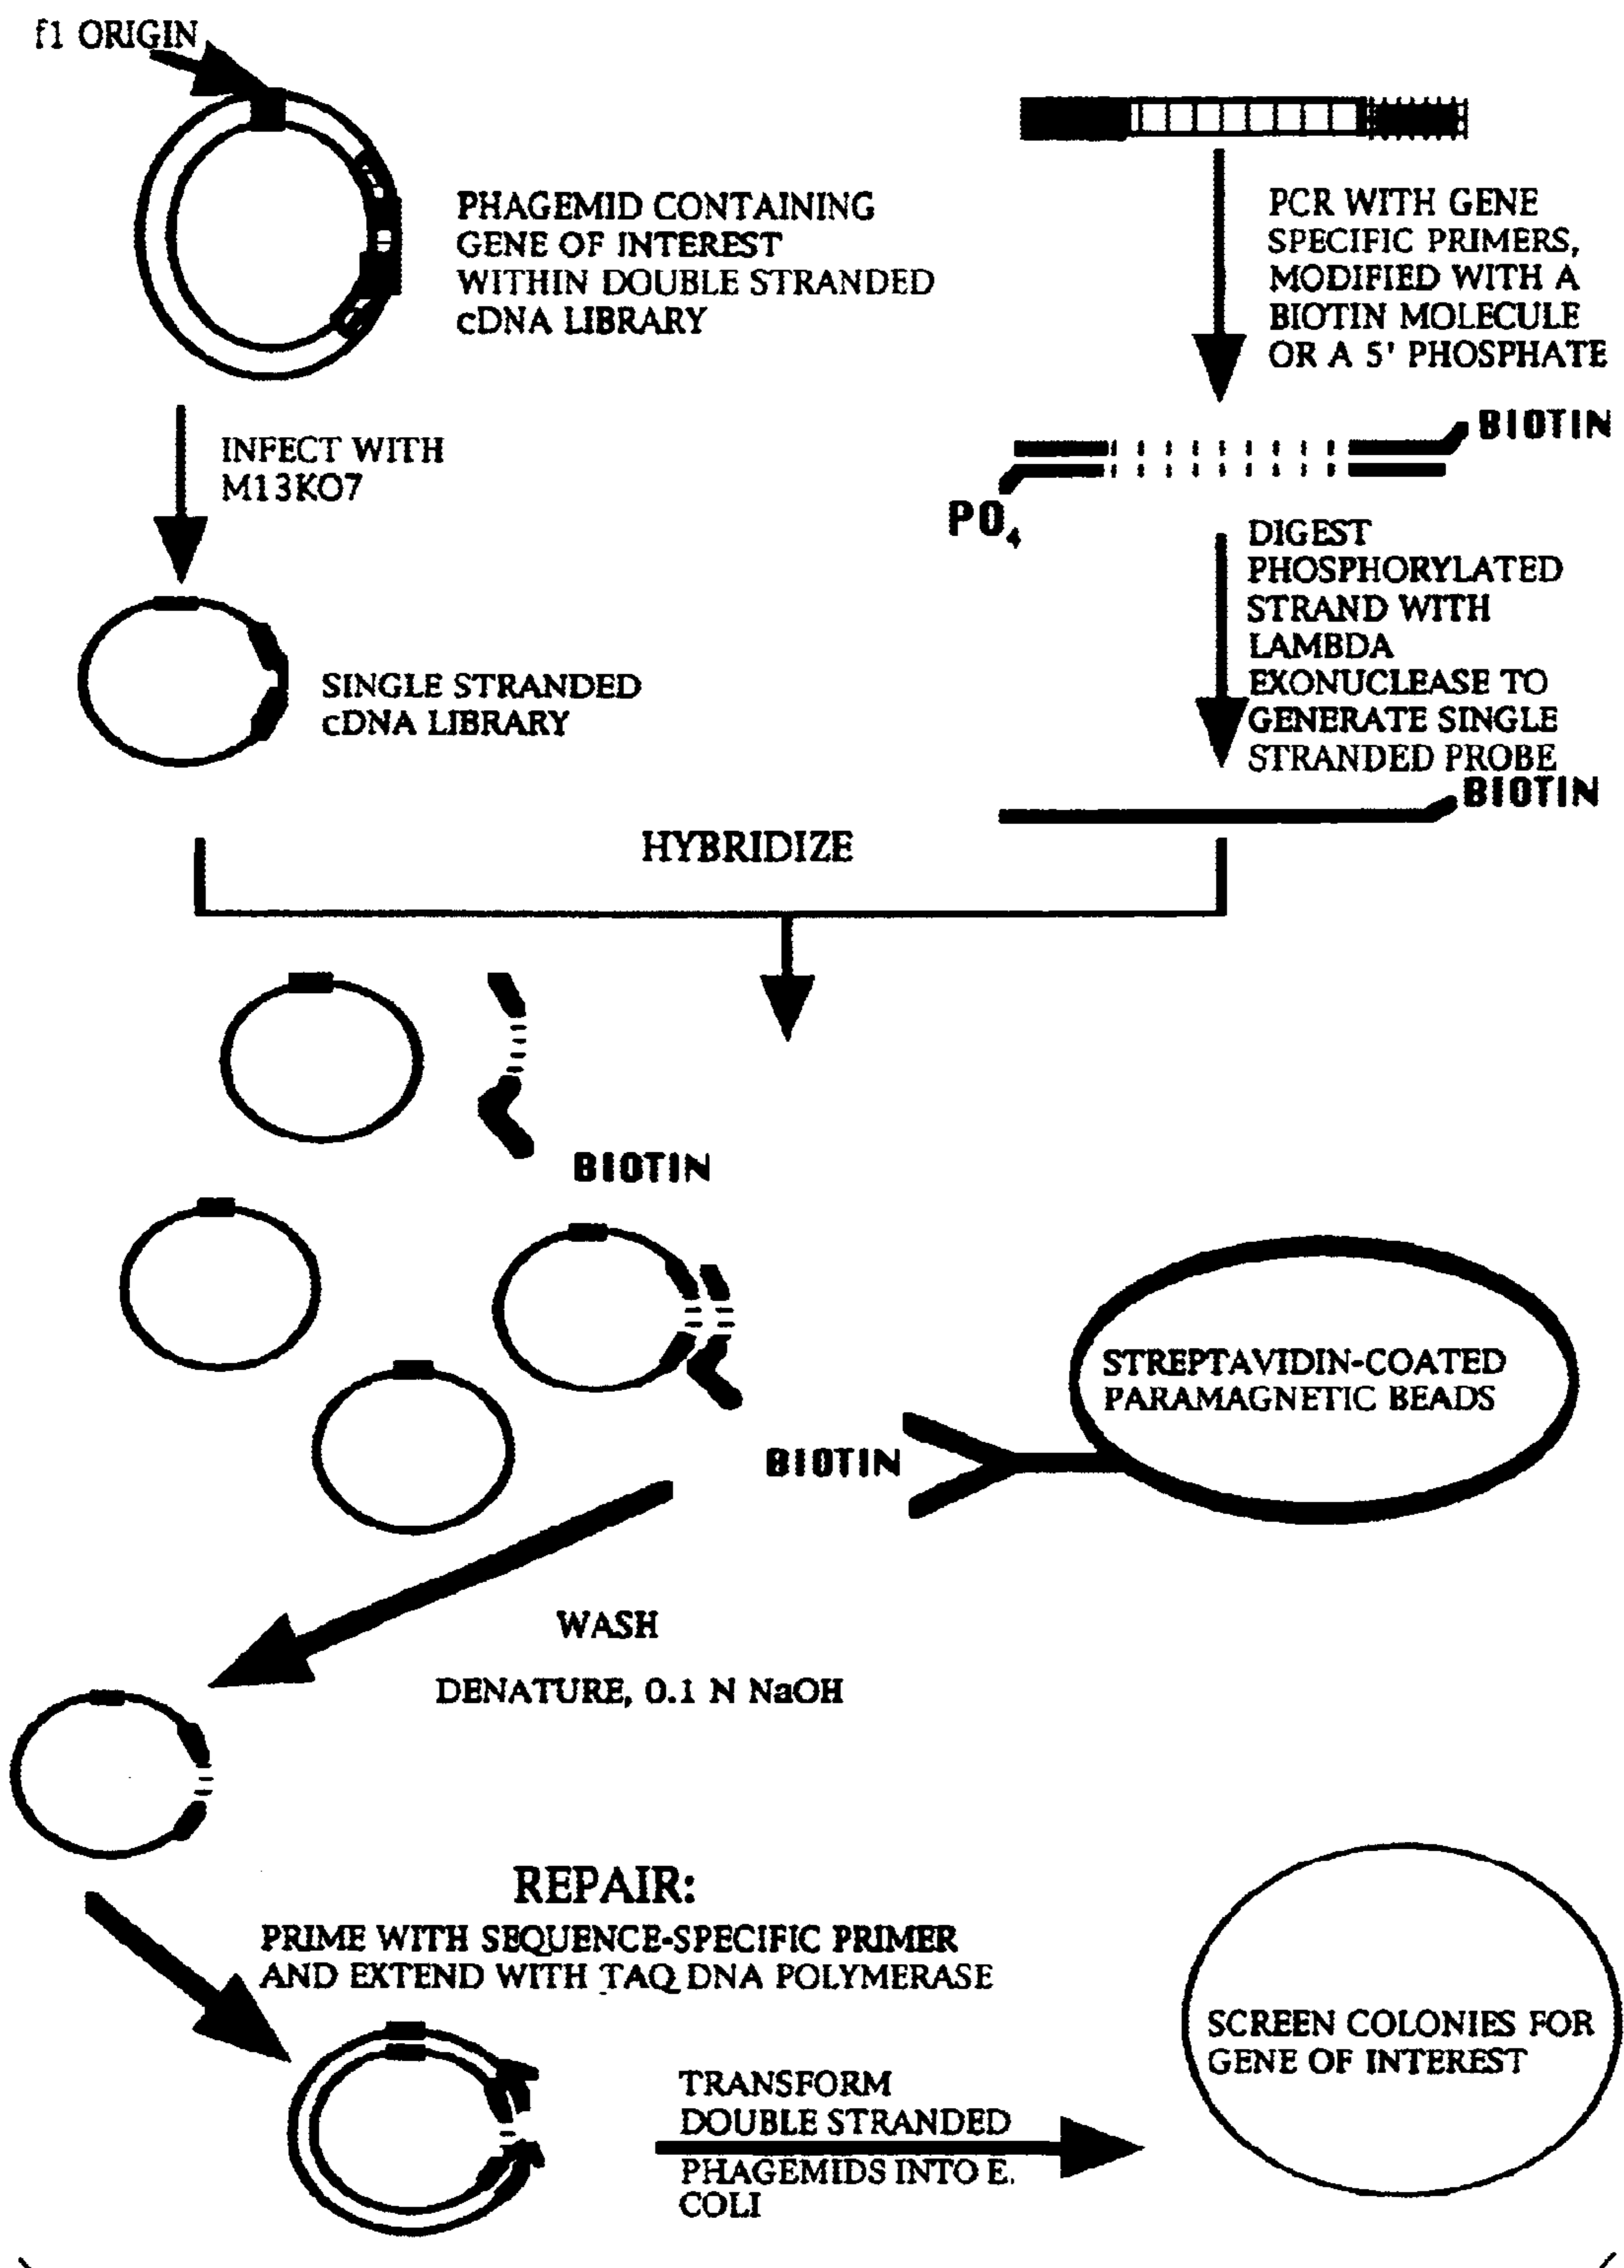 f1 ORIGIN
PHAGEMID CONTAINING
GENE OF INTEREST
WITHIN DOUBLE STRANDED
cDNA LIBRARY
PCR WITH GENE
SPECIFIC PRIMERS,
MODIFIED WITH A
BIOTIN MOLECULE
OR A 5' PHOSPHATE
INFECT WITH
M13KO7
BIOTIN
PO4
DIGEST
PHOSPHORYLATED
STRAND WITH
LAMBDA
EXONUCLEASE TO
GENERATE SINGLE
STRANDED PROBE
SINGLE STRANDED
cDNA LIBRARY
BIOTIN
HYBRIDIZE
BIOTIN
STREPTAVIDIN-COATED
PARAMAGNETIC BEADS
BIOTIN
WASH
DENATURE, 0.1 N NaOH
REPAIR:
PRIME WITH SEQUENCE-SPECIFIC PRIMER
AND EXTEND WITH TAQ DNA POLYMERASE
TRANSFORM
DOUBLE STRANDED
PHAGEMIDS INTO E.
COLI
SCREEN COLONIES FOR
GENE OF INTEREST